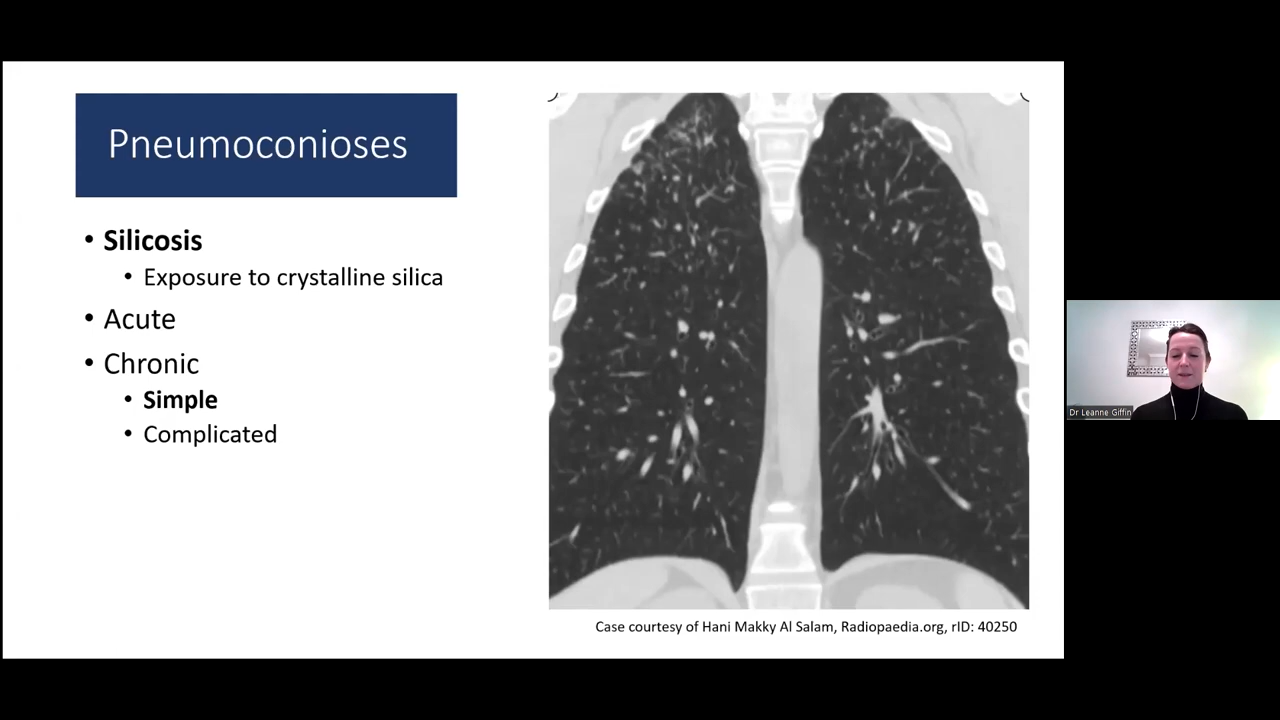 Pneumoconioses
• Silicosis
• Exposure to crystalline silica
• Acute
• Chronic
• Simple
• Complicated
Case courtesy of Hani Makky Al Salam, Radiopaedia.org, rID: 40250
Dr Leanne Giffin